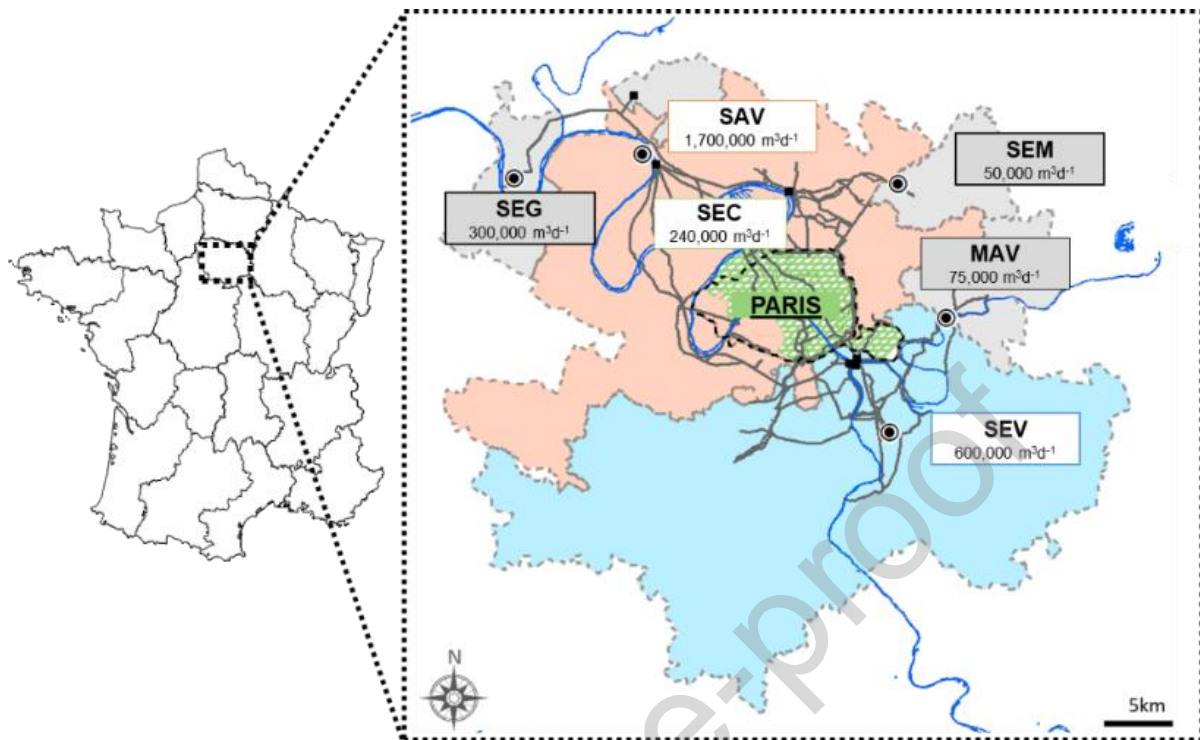 SAV
1,700,000 m³d⁻¹
SEM
50,000 m³d⁻¹
SEG
300,000 m³d⁻¹
SEC
240,000 m³d⁻¹
MAV
75,000 m³d⁻¹
PARIS
SEV
600,000 m³d⁻¹
N
5km
e-proof